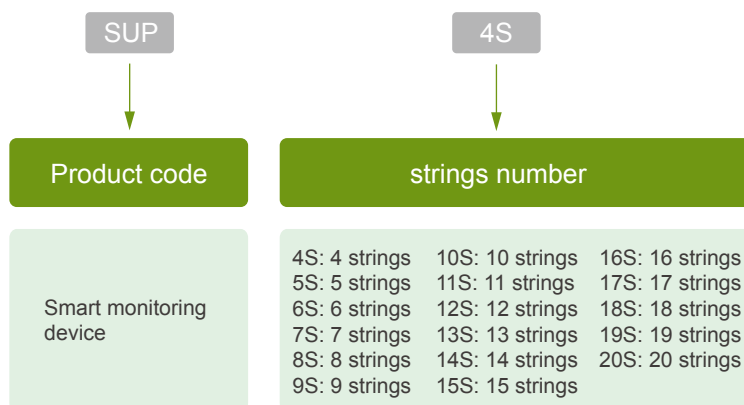 SUP
4S
Product code
strings number
Smart monitoring
device
4S: 4 strings
5S: 5 strings
6S: 6 strings
7S: 7 strings
8S: 8 strings
9S: 9 strings
10S: 10 strings
11S: 11 strings
12S: 12 strings
13S: 13 strings
14S: 14 strings
15S: 15 strings
16S: 16 strings
17S: 17 strings
18S: 18 strings
19S: 19 strings
20S: 20 strings